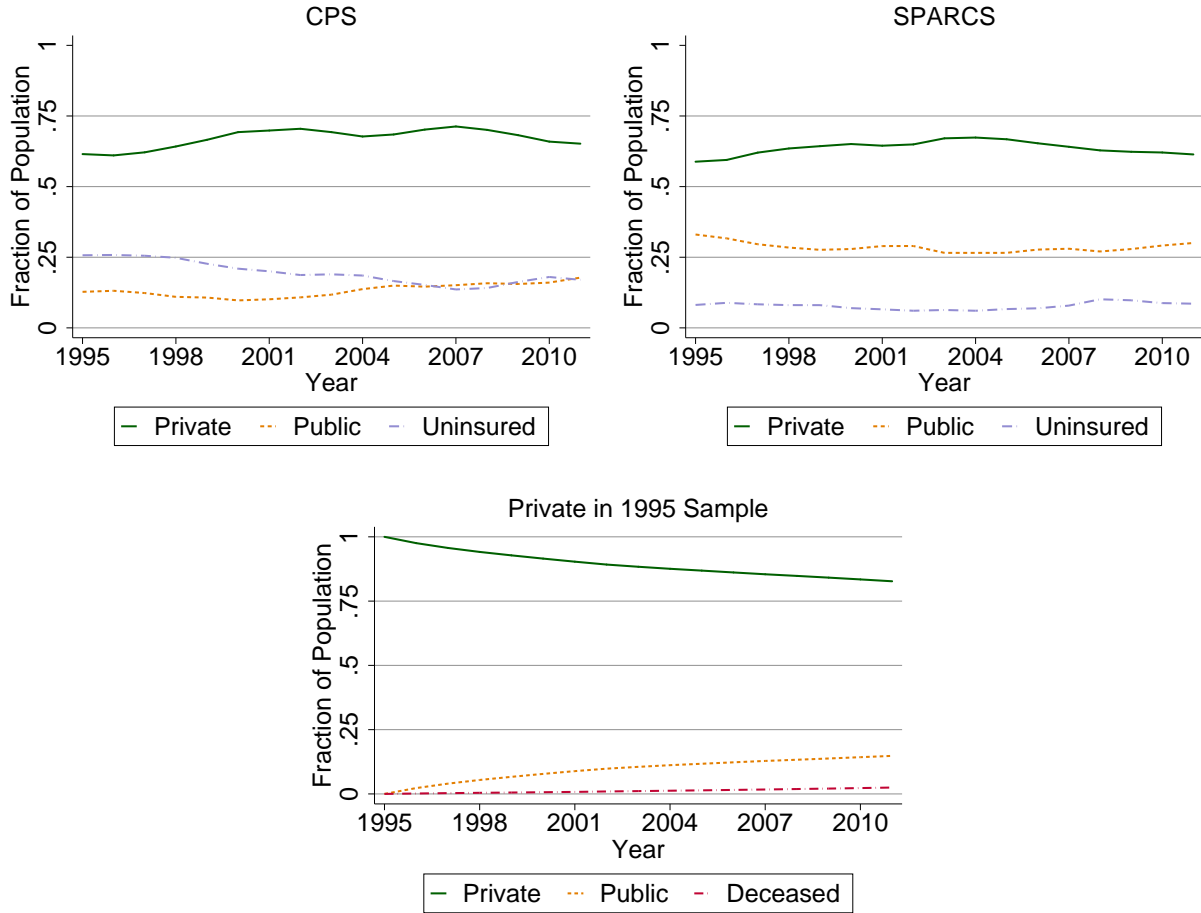 CPS
Fraction of Population
0 .25 .5 .75 1
1995 1998 2001 2004 2007 2010
Year
Private Public Uninsured
SPARCS
Fraction of Population
0 .25 .5 .75 1
1995 1998 2001 2004 2007 2010
Year
Private Public Uninsured
Private in 1995 Sample
Fraction of Population
0 .25 .5 .75 1
1995 1998 2001 2004 2007 2010
Year
Private Public Deceased